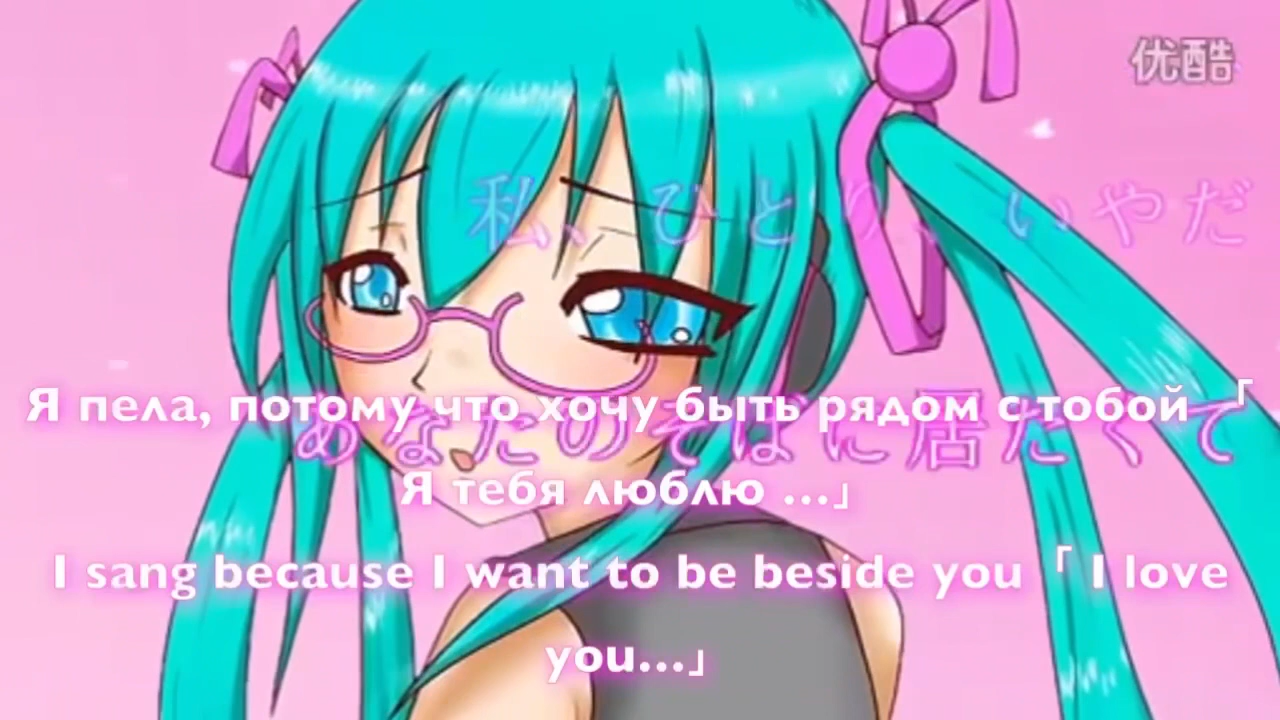 优酷
私、ひとり、いやだ
Я пела, потому что хочу быть рядом с тобой 「
あなたのそばに居たくて
Я тебя люблю ...」
I sang because I want to be beside you「 I love
you...」